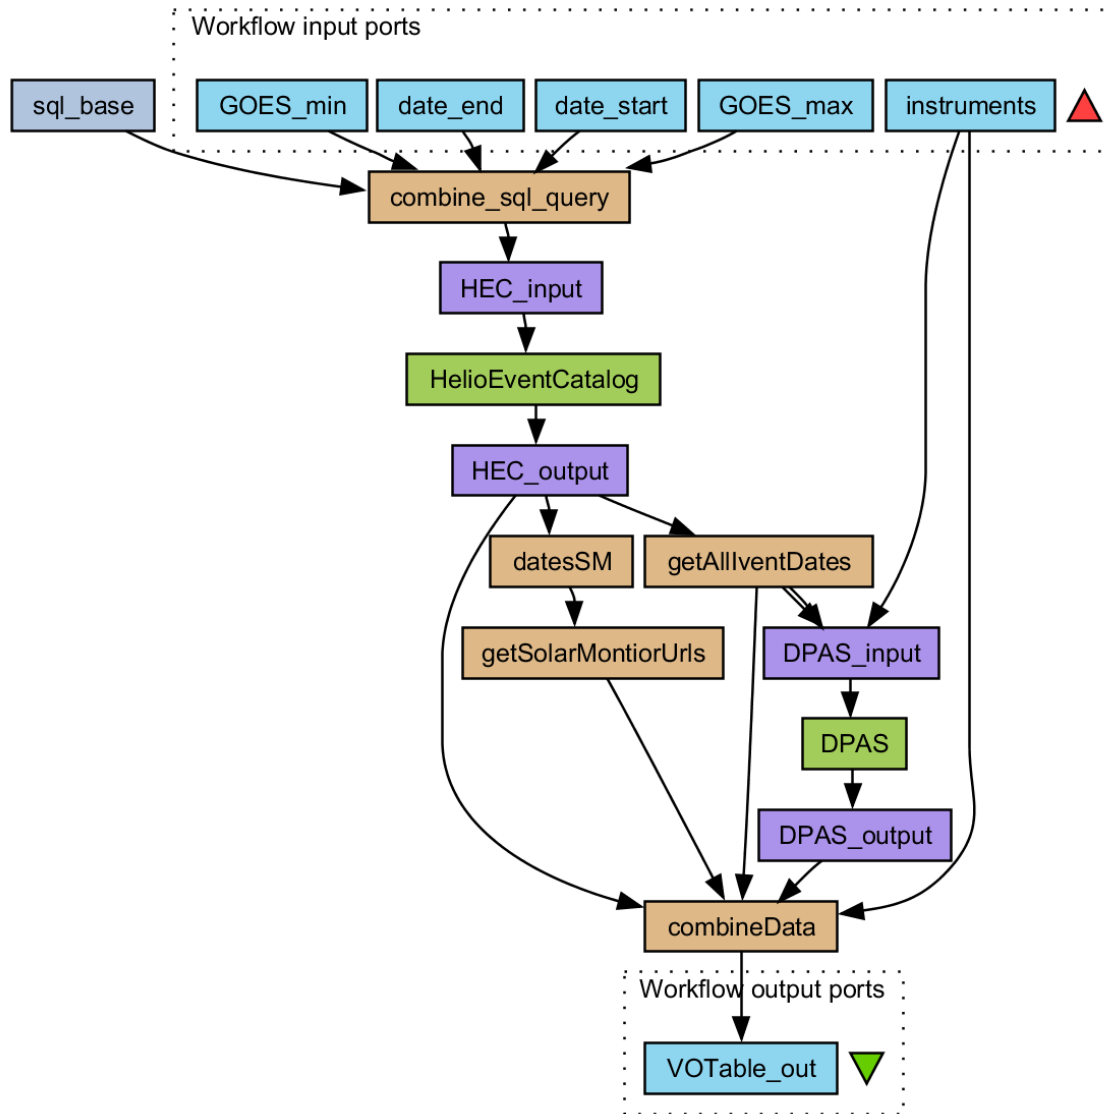 Workflow input ports
sql_base
GOES_min
date_end
date_start
GOES_max
instruments
combine_sql_query
HEC_input
HelioEventCatalog
HEC_output
datesSM
getAllIventDates
getSolarMontiorUrls
DPAS_input
DPAS
DPAS_output
combineData
Workflow output ports
VOTable_out